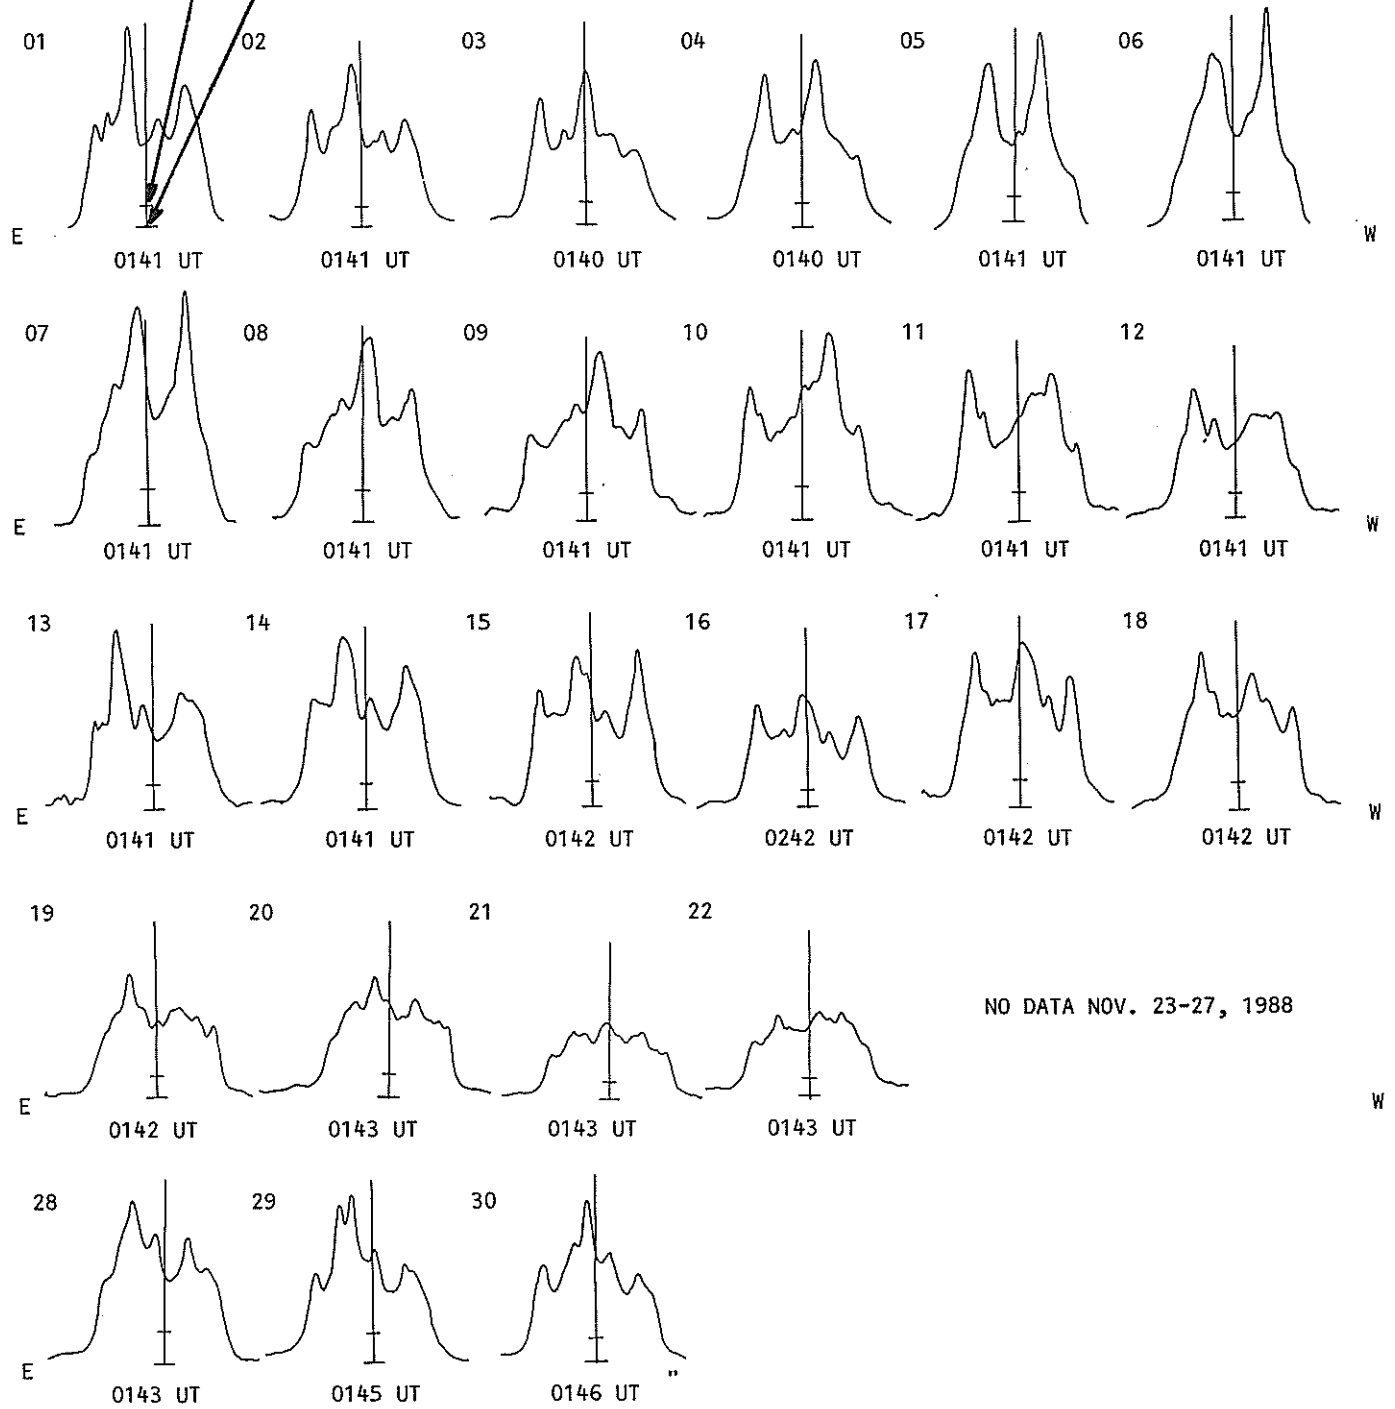 01 02 03 04 05 06
E W
0141 UT 0141 UT 0140 UT 0140 UT 0141 UT 0141 UT
07 08 09 10 11 12
E W
0141 UT 0141 UT 0141 UT 0141 UT 0141 UT 0141 UT
13 14 15 16 17 18
E W
0141 UT 0141 UT 0142 UT 0242 UT 0142 UT 0142 UT
19 20 21 22
NO DATA NOV. 23-27, 1988
E W
0142 UT 0143 UT 0143 UT 0143 UT
28 29 30
E
0143 UT 0145 UT 0146 UT